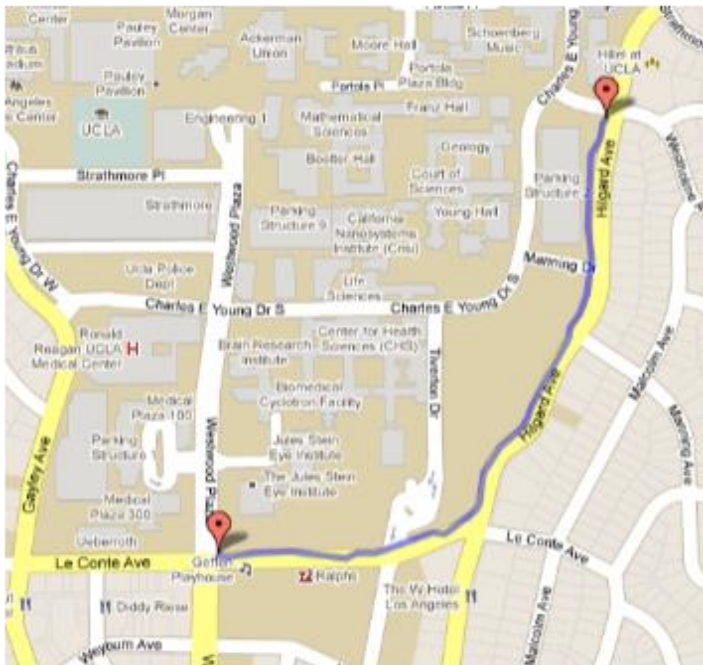 Center
Pauley
Pavilion
Morgan
Center
Ackerman
Union
Moore Hall
Schoenberg
Music
Charles E Young
Hillel at
UCLA
Pauley
Pavilion
UCLA
Portola Pl
Portola
Plaza Bldg
Engineering 1
Mathematical
Sciences
Franz Hall
Boelter Hall
Geology
Court of
Sciences
Young Hall
Parking
Structure
Hilgard Ave
Strathmore Pl
Strathmore
Westwood Plaza
Parking
Structure 9
California
Nanosystems
Institute (Cnsi)
Charles E Young Dr W
Ucla Police
Dept
Manning Dr
Life
Sciences
Charles E Young Dr S
Charles E Young Dr S
Ronald
Reagan UCLA
Medical Center
H
Brain Research
Institute
Center for Health
Sciences (CHS)
Tiverton Dr
Biomedical
Cyclotron Facility
Medical
Plaza 100
Malcolm Ave
Manning Ave
Hilgard Ave
Gayley Ave
Parking
Structure
Westwood Plaza
Jules Stein
Eye Institute
The Jules Stein
Eye Institute
Medical
Plaza 300
Ueberroth
Le Conte Ave
Geffen
Playhouse
Ralphs
Le Conte Ave
The W Hotel
Los Angeles
Diddy Riese
Weyburn Ave
Malcolm Ave